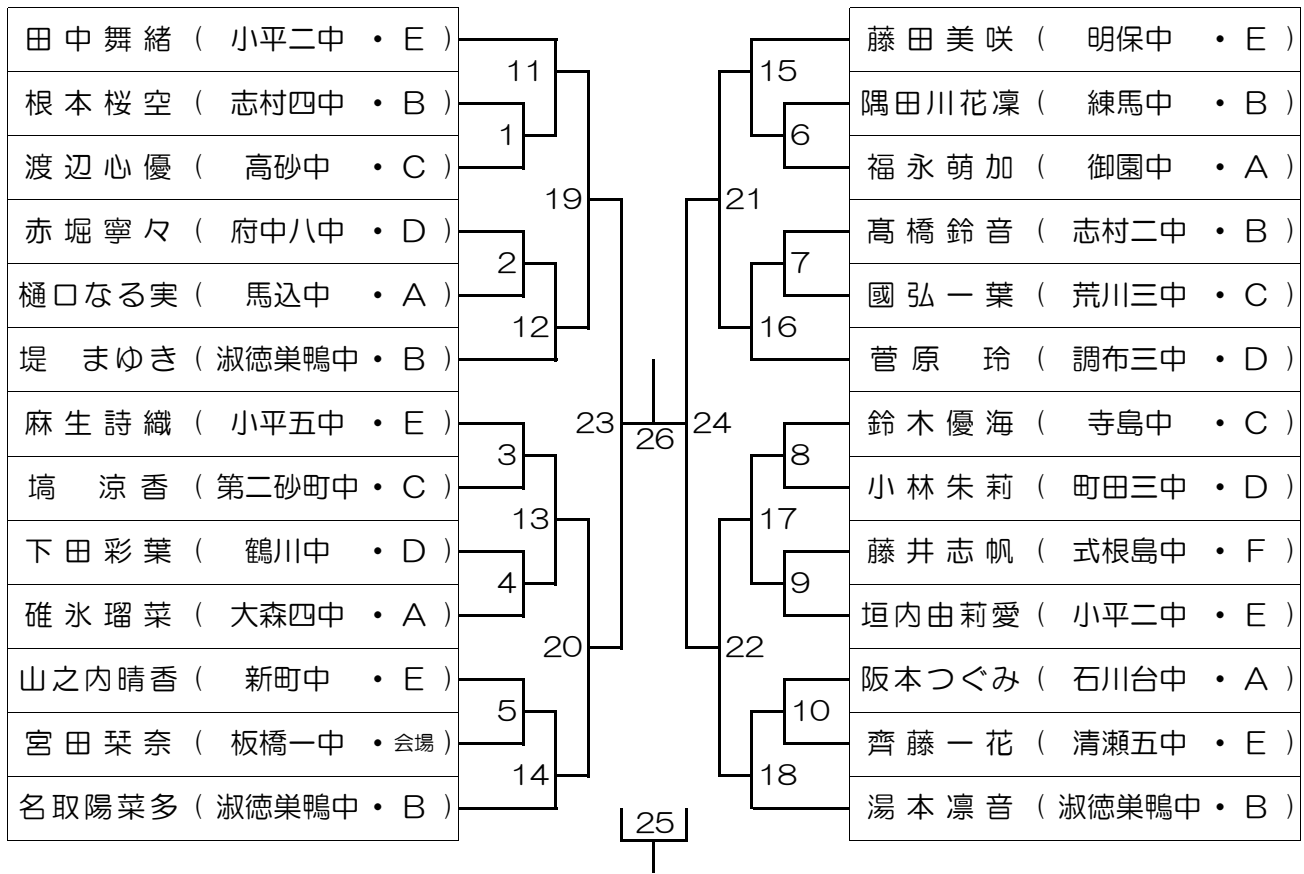 田中舞緒 ( 小平二中 ・ E )
根本桜空 ( 志村四中 ・ B )
渡辺心優 ( 高砂中 ・ C )
赤堀寧々 ( 府中八中 ・ D )
樋口なる実 ( 馬込中 ・ A )
堤 まゆき ( 淑徳巣鴨中 ・ B )
麻生詩織 ( 小平五中 ・ E )
塙 涼香 ( 第二砂町中 ・ C )
下田彩葉 ( 鶴川中 ・ D )
碓氷瑠菜 ( 大森四中 ・ A )
山之内晴香 ( 新町中 ・ E )
宮田栞奈 ( 板橋一中 ・ 会場 )
名取陽菜多 ( 淑徳巣鴨中 ・ B )
11
1
19
2
12
23
3
13
4
20
5
14
26
25
15
6
21
7
16
24
8
17
9
22
10
18
藤田美咲 ( 明保中 ・ E )
隅田川花凜 ( 練馬中 ・ B )
福永萌加 ( 御園中 ・ A )
髙橋鈴音 ( 志村二中 ・ B )
國弘一葉 ( 荒川三中 ・ C )
菅原 玲 ( 調布三中 ・ D )
鈴木優海 ( 寺島中 ・ C )
小林朱莉 ( 町田三中 ・ D )
藤井志帆 ( 式根島中 ・ F )
垣内由莉愛 ( 小平二中 ・ E )
阪本つぐみ ( 石川台中 ・ A )
齊藤一花 ( 清瀬五中 ・ E )
湯本凛音 ( 淑徳巣鴨中 ・ B )